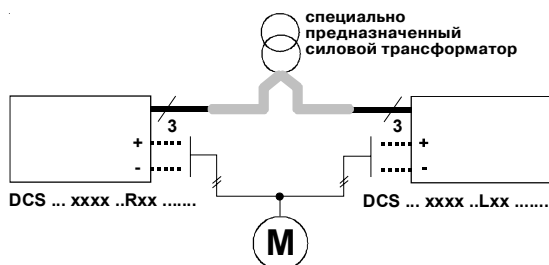 специально
предназначенный
силовой трансформатор
3
3
+
+
-
-
DCS ... xxxx ..Rxx .......
DCS ... xxxx ..Lxx .......
M